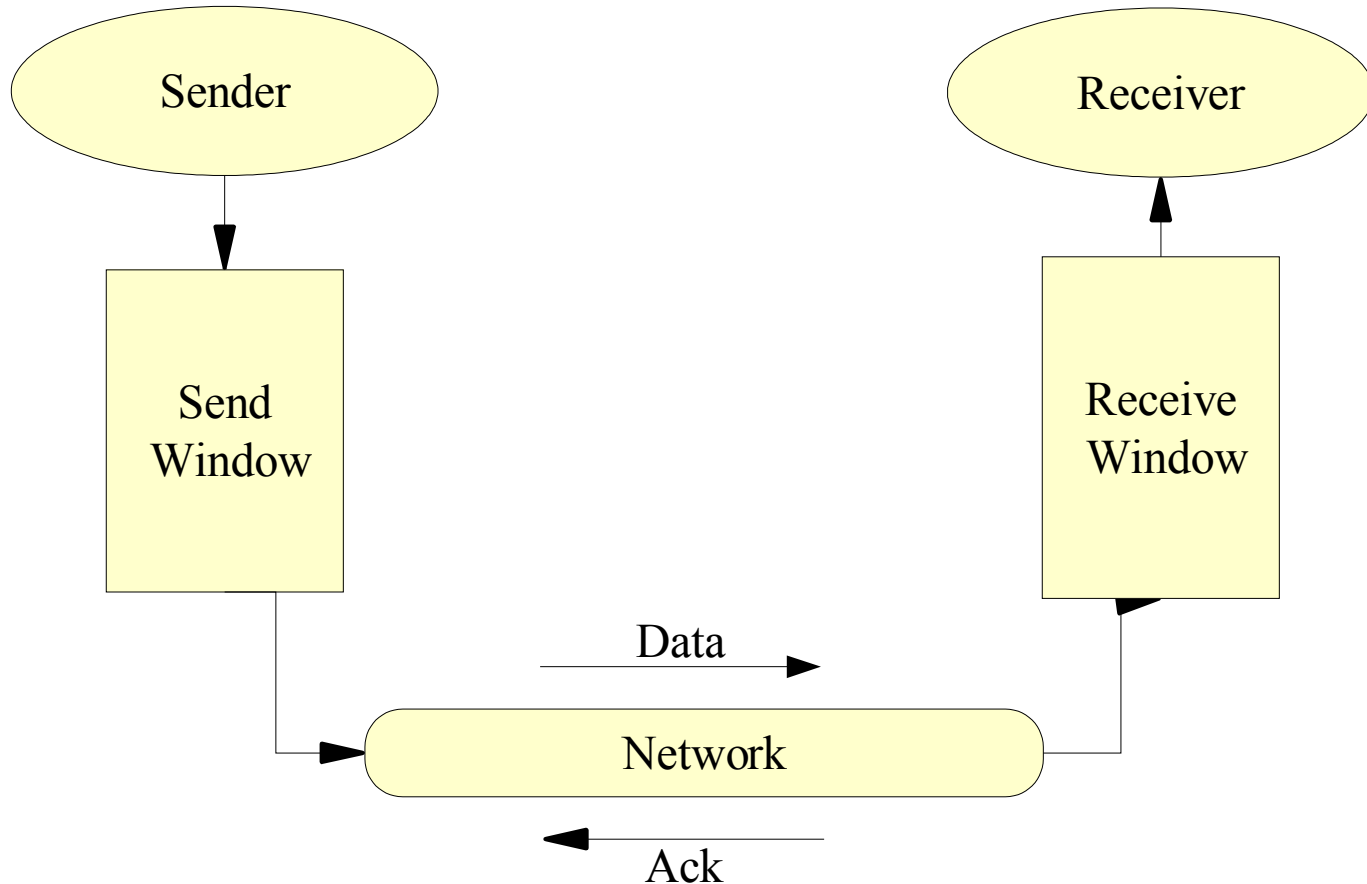 Sender
Receiver
Send
Window
Receive
Window
Data
Network
Ack